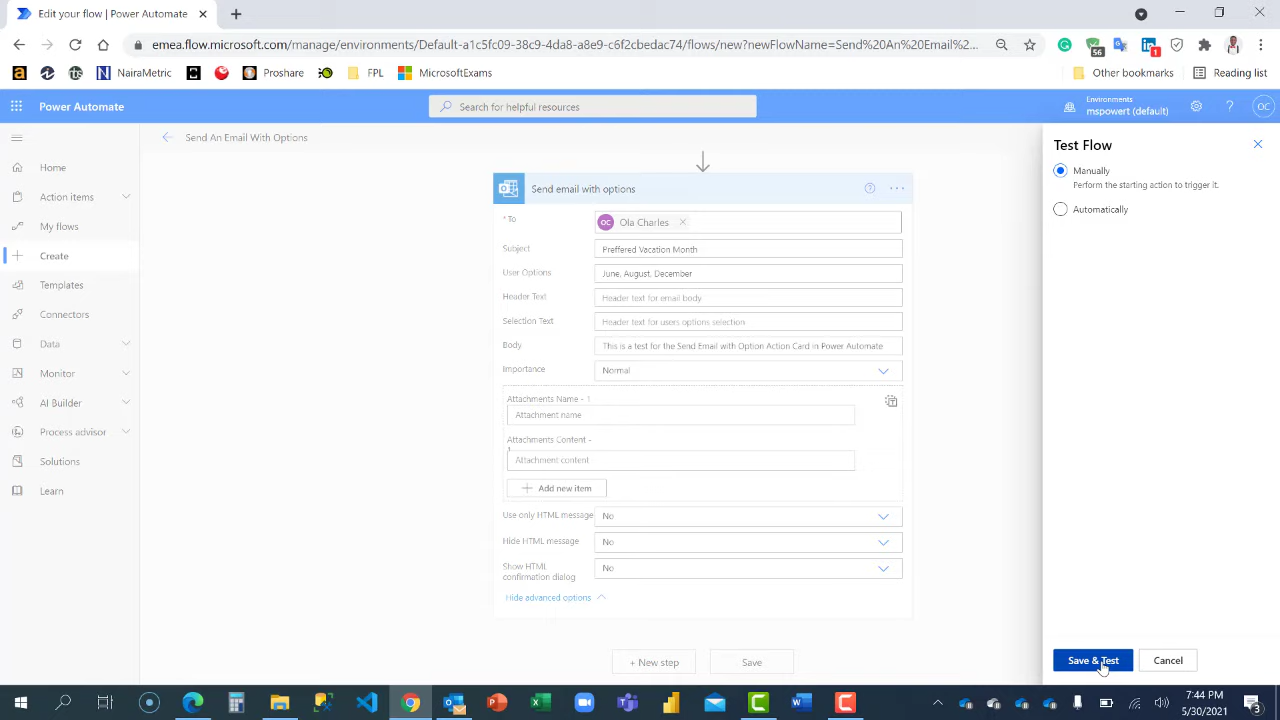 Edit your flow | Power Automate
emea.flow.microsoft.com/manage/environments/Default-a1c5fc09-38c9-4da8-a8e9-c6f2cbedac74/flows/new?newFlowName=Send%20An%20Email%2...
56
1
NairaMetric
Proshare
FPL
MicrosoftExams
Other bookmarks
Reading list
Power Automate
Search for helpful resources
Environments
mspowert (default)
OC
Send An Email With Options
Home
Action items
My flows
Create
Templates
Connectors
Data
Monitor
AI Builder
Process advisor
Solutions
Learn
Send email with options
* To
OC Ola Charles
Subject
Preffered Vacation Month
User Options
June, August, December
Header Text
Header text for email body
Selection Text
Header text for users options selection
Body
This is a test for the Send Email with Option Action Card in Power Automate
Importance
Normal
Attachments Name - 1
Attachment name
Attachments Content -
1
Attachment content
Add new item
Use only HTML message
No
Hide HTML message
No
Show HTML
confirmation dialog
No
Hide advanced options
+ New step
Save
Test Flow
Manually
Perform the starting action to trigger it.
Automatically
Save & Test
Cancel
7:44 PM
5/30/2021
3